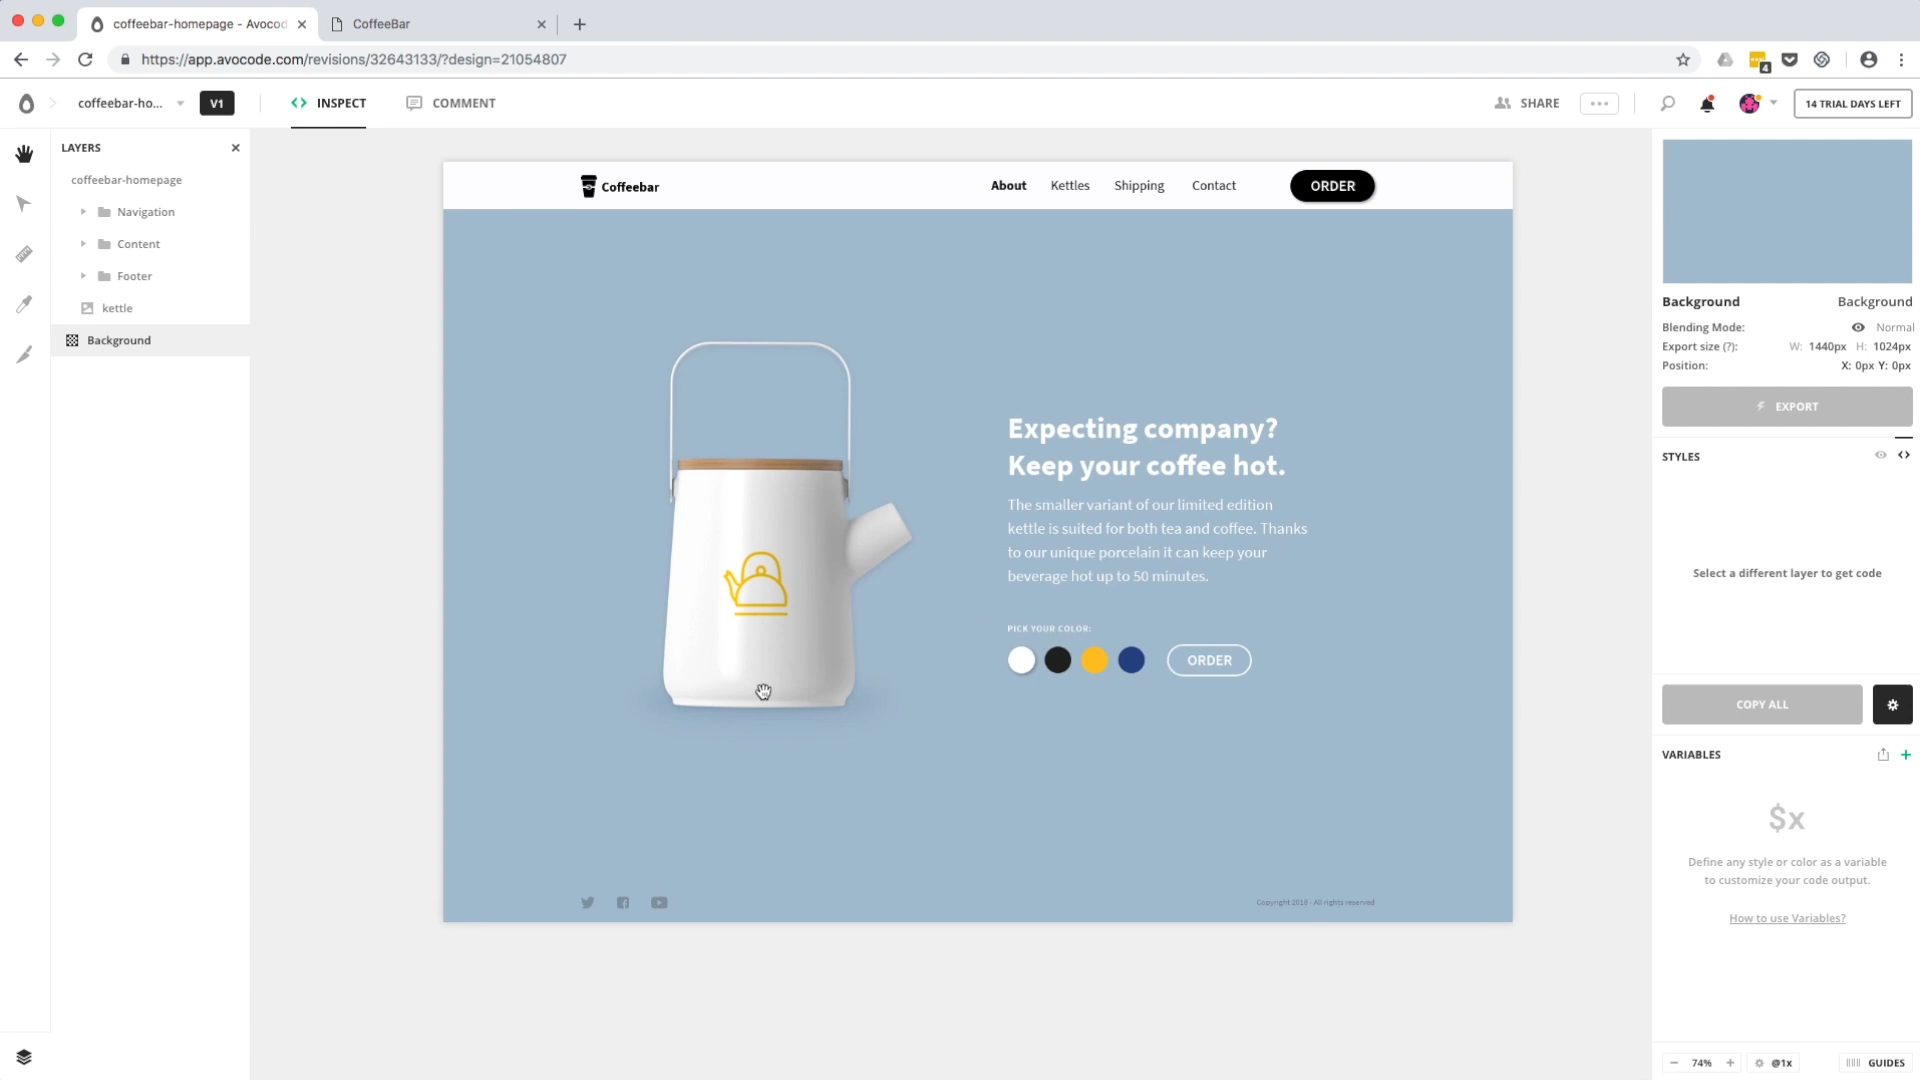 coffeebar-homepage - Avocod
CoffeeBar
https://app.avocode.com/revisions/32643133/?design=21054807
4
coffeebar-ho...
V1
INSPECT
COMMENT
SHARE
14 TRIAL DAYS LEFT
LAYERS
coffeebar-homepage
Navigation
Content
Footer
kettle
Background
Coffeebar
About
Kettles
Shipping
Contact
ORDER
Expecting company?
Keep your coffee hot.
The smaller variant of our limited edition
kettle is suited for both tea and coffee. Thanks
to our unique porcelain it can keep your
beverage hot up to 50 minutes.
PICK YOUR COLOR:
ORDER
Copyright 2018 - All rights reserved
Background Background
Blending Mode: Normal
Export size (?): W: 1440px H: 1024px
Position: X: 0px Y: 0px
EXPORT
STYLES
Select a different layer to get code
COPY ALL
VARIABLES
$x
Define any style or color as a variable
to customize your code output.
How to use Variables?
74%
@1x
GUIDES